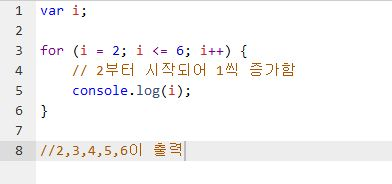 1 var i;
2
3 for (i = 2; i <= 6; i++) {
4 // 2부터 시작되어 1씩 증가함
5 console.log(i);
6 }
7
8 //2,3,4,5,6이 출력